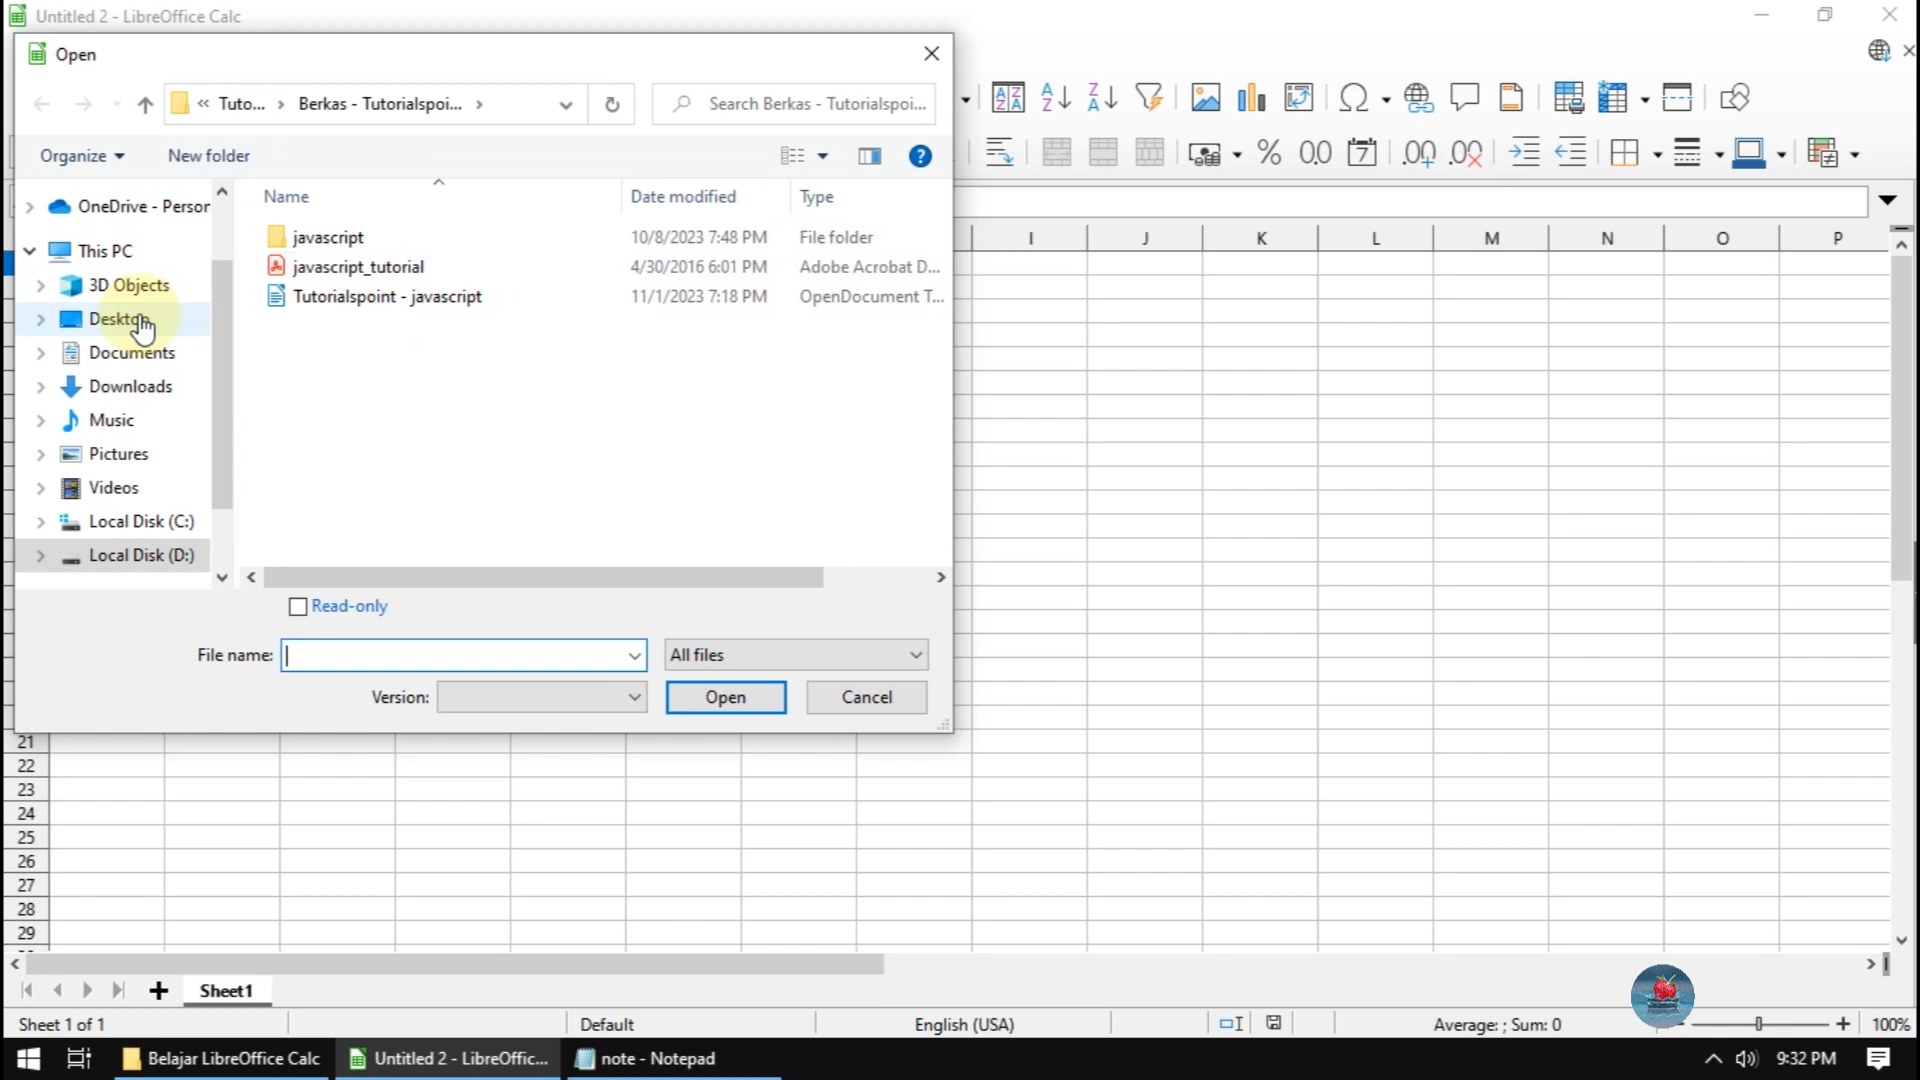 Untitled 2 - LibreOffice Calc
Open
« Tuto... › Berkas - Tutorialspoi... ›
Search Berkas - Tutorialspoi...
Organize
New folder
Name
Date modified
Type
OneDrive - Person
This PC
3D Objects
Desktop
Documents
Downloads
Music
Pictures
Videos
Local Disk (C:)
Local Disk (D:)
javascript 10/8/2023 7:48 PM File folder
javascript_tutorial 4/30/2016 6:01 PM Adobe Acrobat D...
Tutorialspoint - javascript 11/1/2023 7:18 PM OpenDocument T...
Read-only
File name:
All files
Version:
Open
Cancel
I J K L M N O P
21
22
23
24
25
26
27
28
29
Sheet1
Sheet 1 of 1
Default
English (USA)
Average: ; Sum: 0
100%
Belajar LibreOffice Calc
Untitled 2 - LibreOffic...
note - Notepad
9:32 PM